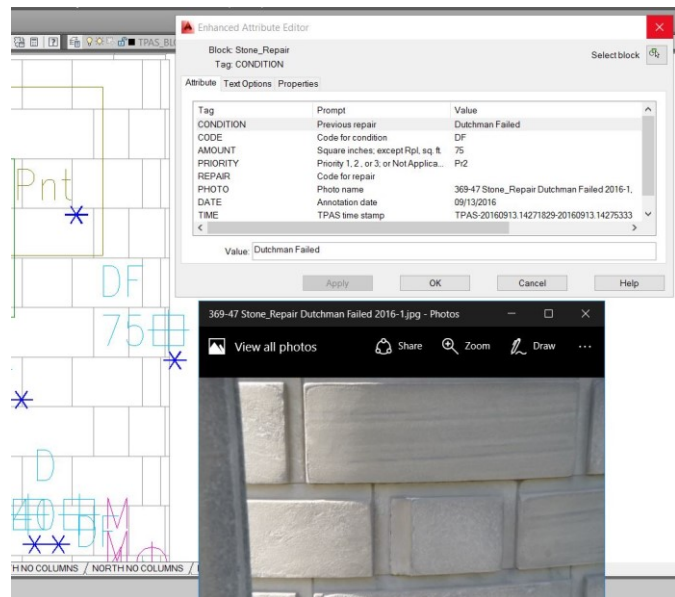 Enhanced Attribute Editor
TPAS_BL
Block: Stone_Repair
Tag: CONDITION
Select block
Attribute Text Options Properties
Tag Prompt Value
CONDITION Previous repair Dutchman Failed
CODE Code for condition DF
AMOUNT Square inches; except Rpl, sq. ft. 75
PRIORITY Priority 1, 2, or 3; or Not Applica... Pr2
REPAIR Code for repair
PHOTO Photo name 369-47 Stone_Repair Dutchman Failed 2016-1,
DATE Annotation date 09/13/2016
TIME TPAS time stamp TPAS-20160913.14271829-20160913.14275333
Value: Dutchman Failed
Apply OK Cancel Help
Pnt
DF
75
369-47 Stone_Repair Dutchman Failed 2016-1.jpg - Photos
View all photos Share Zoom Draw ...
D
40
DF
M
M
H NO COLUMNS / NORTH NO COLUMNS /